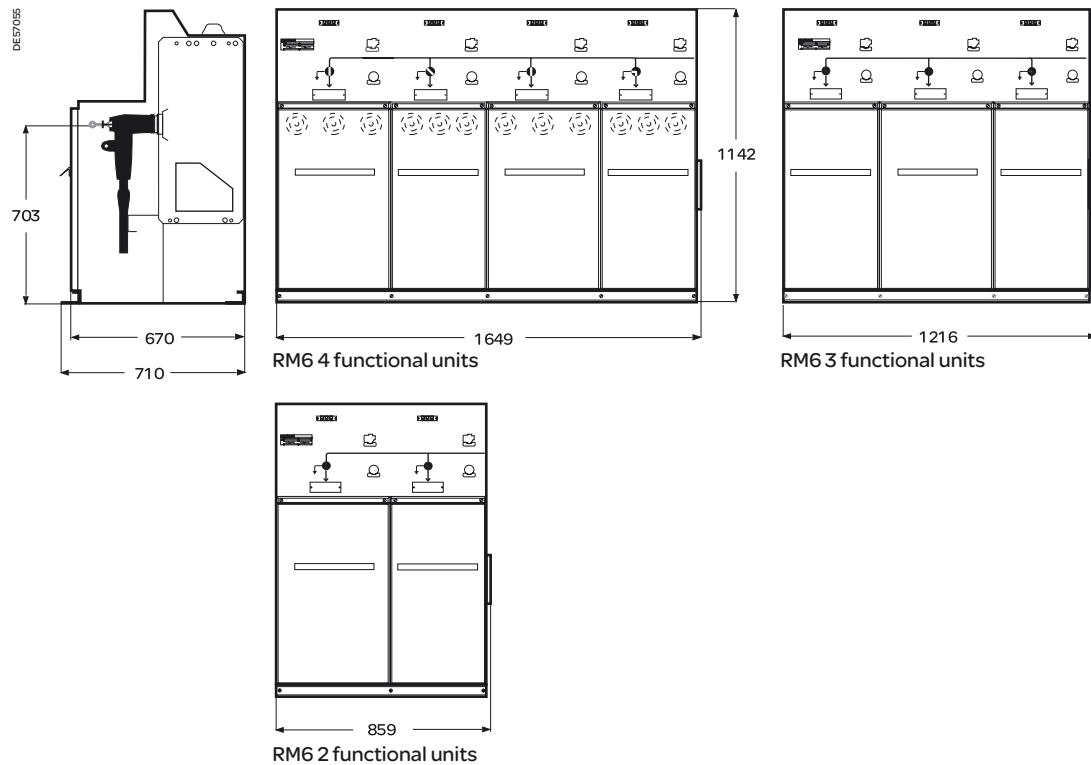 DE57055
703
670
710
1142
1649
RM6 4 functional units
1216
RM6 3 functional units
859
RM6 2 functional units